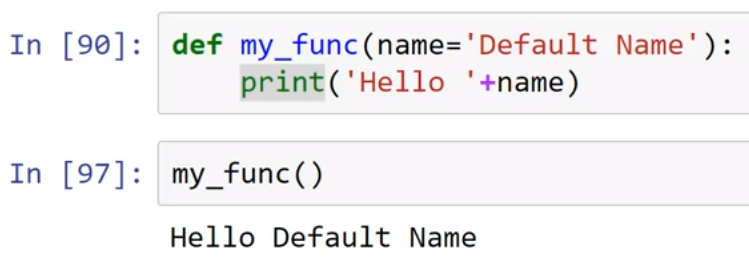 In [90]: def my_func(name='Default Name'):
print('Hello '+name)
In [97]: my_func()
Hello Default Name